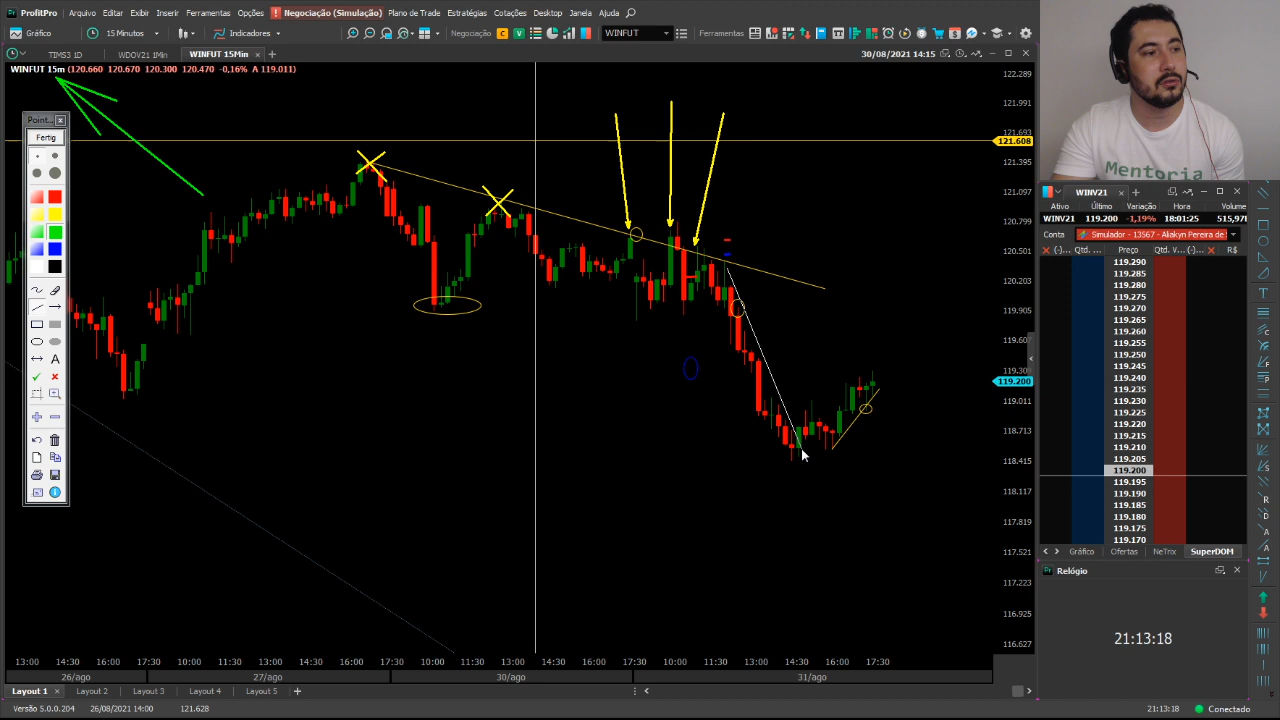 ProfitPro Arquivo Editar Exibir Inserir Ferramentas Opções ! Negociação (Simulação) Plano de Trade Estratégias Cotações Desktop Janela Ajuda
Gráfico 15 Minutos Indicadores Negociação C V WINFUT Ferramentas
TIMS3 1D WDOV21 1Min WINFUT 15Min × + 30/08/2021 14:15
WINFUT 15m (120.660 120.670 120.300 120.470 -0,16% A 119.011)
122.289
121.991
121.693
121.608
121.395
121.097
120.799
120.501
120.203
119.905
119.200
119.011
118.713
118.415
118.117
117.819
117.521
117.223
116.925
116.627
Point...
Fertig
A
13:00 14:30 16:00 17:30 10:00 11:30 13:00 14:30 16:00 17:30 10:00 11:30 13:00 14:30 16:00 17:30 10:00 11:30 13:00 14:30 16:00 17:30
26/ago 27/ago 30/ago 31/ago
Layout 1 × Layout 2 Layout 3 Layout 4 Layout 5 +
Versão 5.0.0.204 26/08/2021 14:00 121.628
Mentoria
WINV21
Ativo Último Variação Hora Volume
WINV21 119.200 -1,19% 18:01:25
Conta Simulador - 13567 - Aliakyn Pereira de
(-)... Qtd. ... Preço Qtd. V... (-)... R$
119.290
119.285
119.280
119.275
119.270
119.265
119.260
119.255
119.250
119.245
119.240
119.235
119.230
119.225
119.220
119.215
119.210
119.205
119.200
119.195
119.190
119.185
119.180
119.175
119.170
Gráfico Ofertas NeTrix SuperDOM
Relógio
21:13:18
21:13:18 Conectado